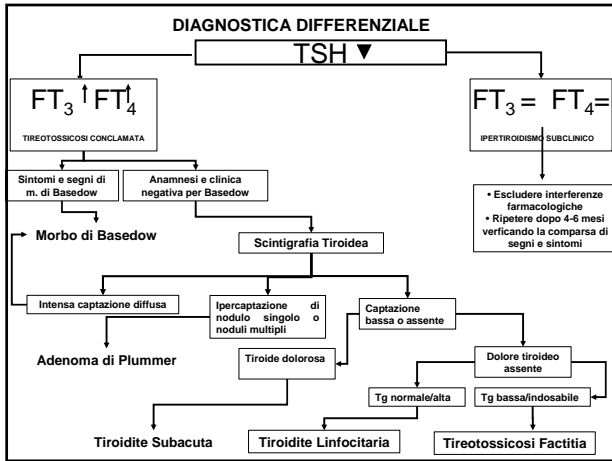 DIAGNOSTICA DIFFERENZIALE
TSH ▼
FT3 ↑ FT4 ↑
TIREOTOSSICOSI CONCLAMATA
FT3 = FT4=
IPERTIROIDISMO SUBCLINICO
Sintomi e segni di
m. di Basedow
Anamnesi e clinica
negativa per Basedow
• Escludere interferenze
farmacologiche
• Ripetere dopo 4-6 mesi
verificando la comparsa di
segni e sintomi
Morbo di Basedow
Scintigrafia Tiroidea
Intensa captazione diffusa
Ipercaptazione di
nodulo singolo o
noduli multipli
Captazione
bassa o assente
Adenoma di Plummer
Tiroide dolorosa
Dolore tiroideo
assente
Tg normale/alta
Tg bassa/indosabile
Tiroidite Subacuta
Tiroidite Linfocitaria
Tireotossicosi Factitia